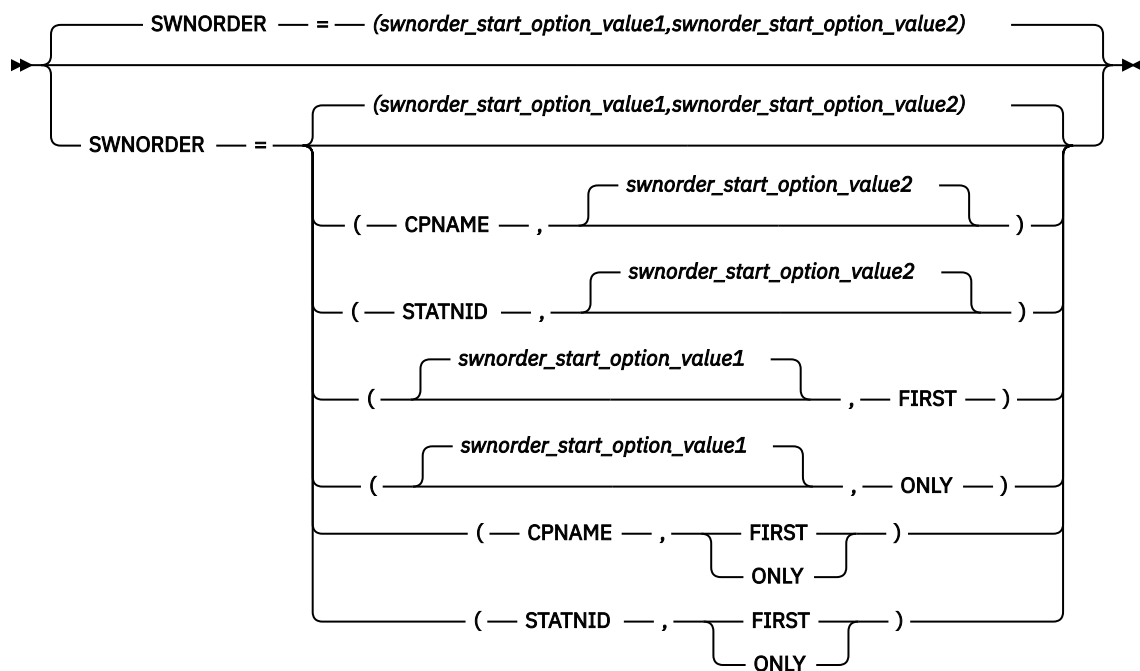 SWNORDER = (swnorder_start_option_value1,swnorder_start_option_value2)
(swnorder_start_option_value1,swnorder_start_option_value2)
SWNORDER =
swnorder_start_option_value2
( CPNAME , )
swnorder_start_option_value2
( STATNID , )
swnorder_start_option_value1
( , FIRST )
swnorder_start_option_value1
( , ONLY )
( CPNAME , FIRST )
ONLY
( STATNID , FIRST )
ONLY